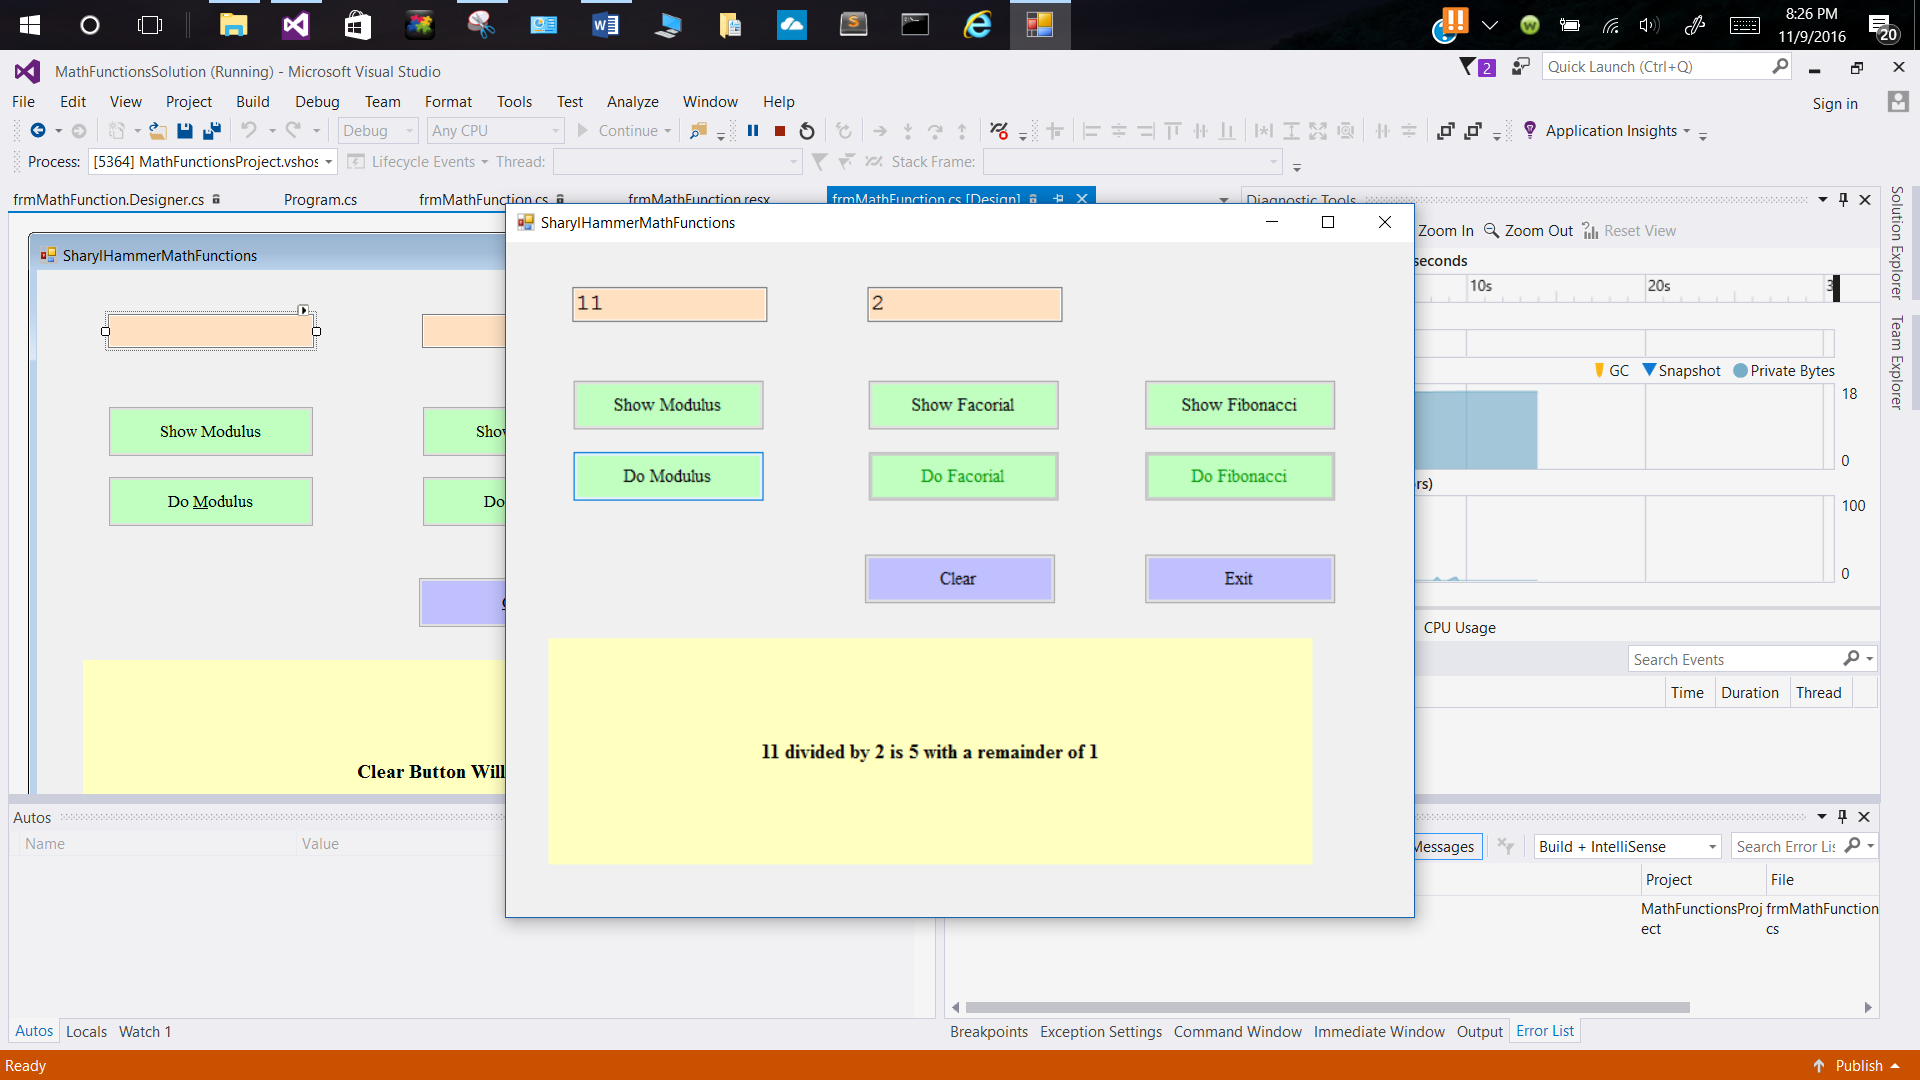 8:26 PM
11/9/2016
20
MathFunctionsSolution (Running) - Microsoft Visual Studio
2
Quick Launch (Ctrl+Q)
File Edit View Project Build Debug Team Format Tools Test Analyze Window Help
Sign in
Debug Any CPU Continue Application Insights
Process: [5364] MathFunctionsProject.vshos Lifecycle Events Thread: Stack Frame:
frmMathFunction.Designer.cs Program.cs frmMathFunction.cs frmMathFunction.resx frmMathFunction.cs [Design] Diagnostic Tools
Solution Explorer
Team Explorer
SharylHammerMathFunctions
Show Modulus
Do Modulus Do
Clear Button Will
SharylHammerMathFunctions
11 2
Show Modulus Show Facorial Show Fibonacci
Do Modulus Do Facorial Do Fibonacci
Clear Exit
11 divided by 2 is 5 with a remainder of 1
Zoom In Zoom Out Reset View
seconds
10s 20s
GC Snapshot Private Bytes
18
0
100
0
CPU Usage
Search Events
Time Duration Thread
Autos
Name Value
Messages Build + IntelliSense
Project File
MathFunctionsProj frmMathFunction
ect cs
Autos Locals Watch 1
Breakpoints Exception Settings Command Window Immediate Window Output Error List
Ready Publish